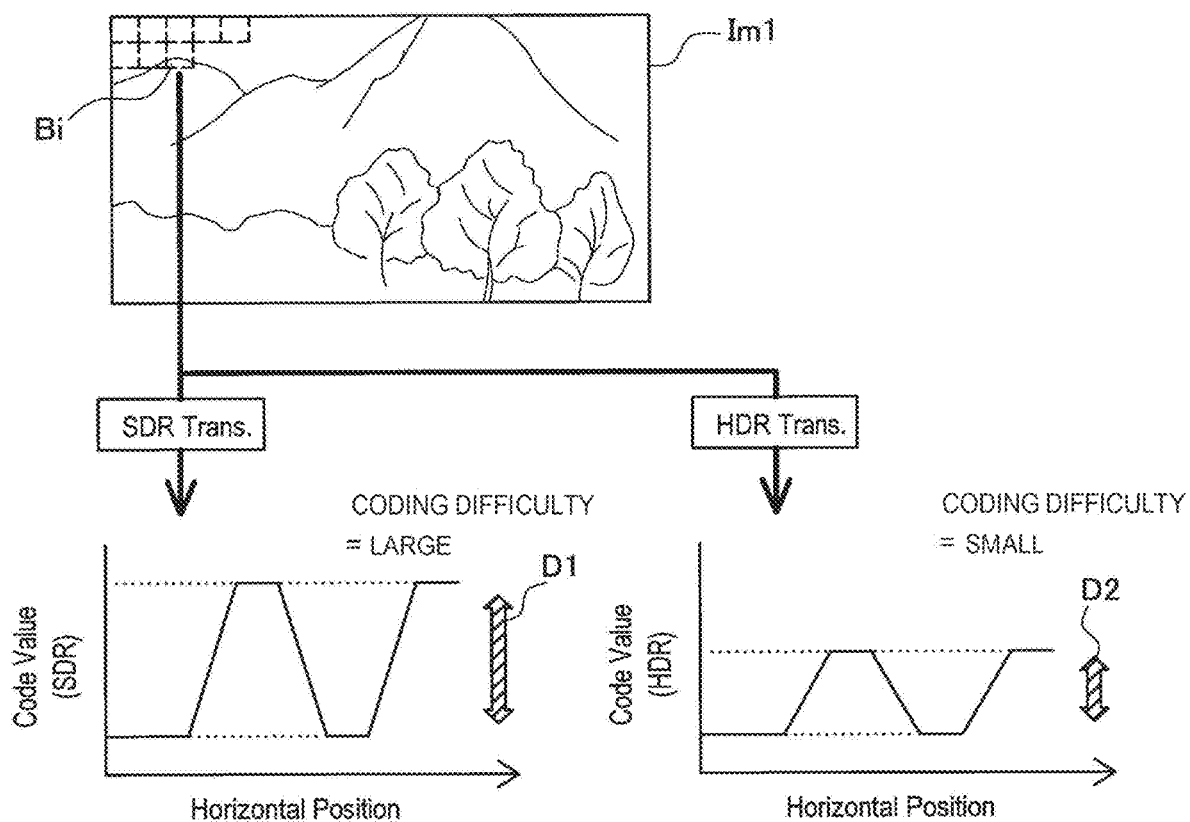 Im1
Bi
SDR Trans.
HDR Trans.
CODING DIFFICULTY
= LARGE
D1
Code Value
(SDR)
Horizontal Position
CODING DIFFICULTY
= SMALL
D2
Code Value
(HDR)
Horizontal Position